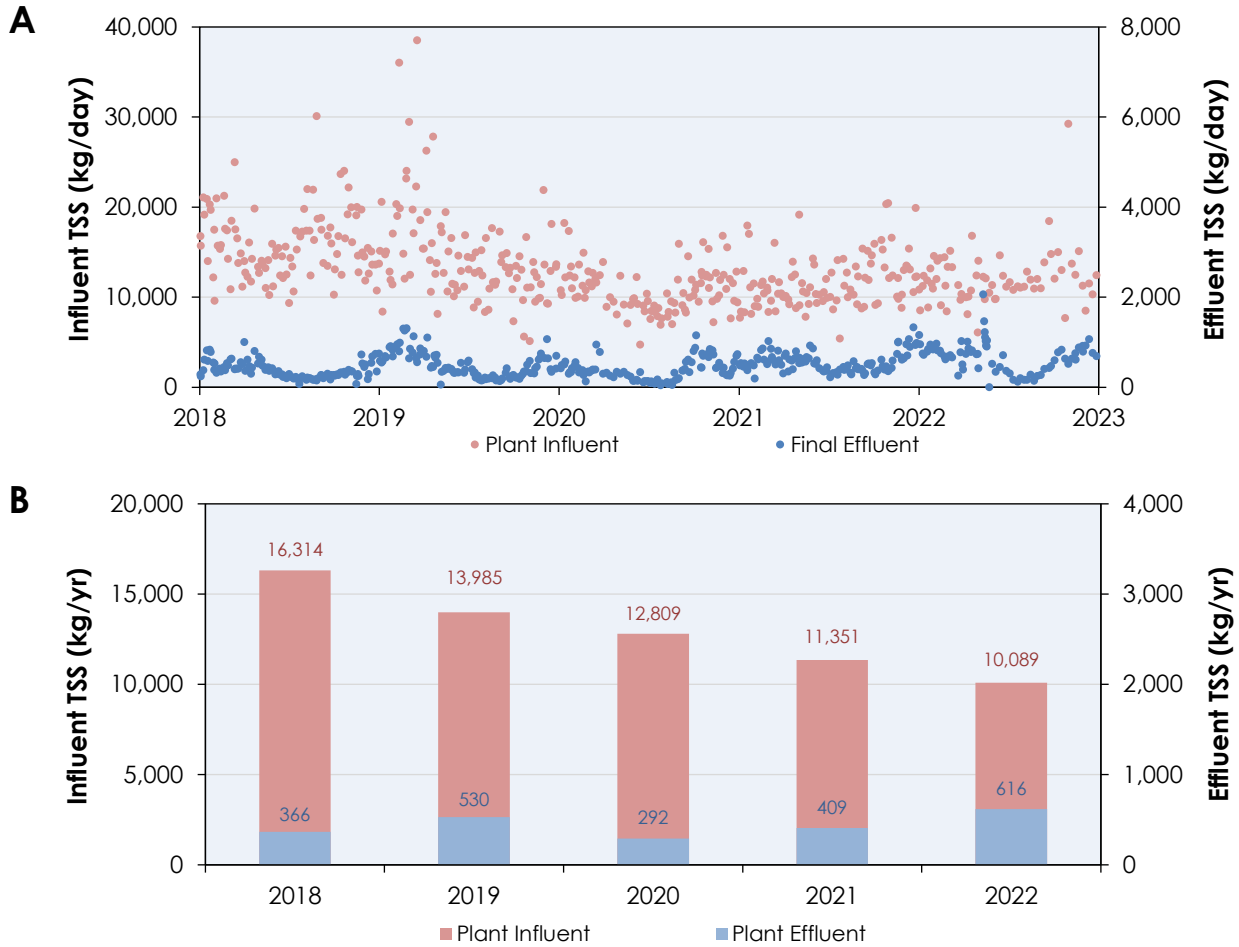 A
Influent TSS (kg/day)
40,000
30,000
20,000
10,000
0
8,000
6,000
4,000
2,000
0
Effluent TSS (kg/day)
2018 2019 2020 2021 2022 2023
Plant Influent Final Effluent
B
Influent TSS (kg/yr)
20,000
15,000
10,000
5,000
0
4,000
3,000
2,000
1,000
0
Effluent TSS (kg/yr)
16,314 13,985 12,809 11,351 10,089
366 530 292 409 616
2018 2019 2020 2021 2022
Plant Influent Plant Effluent